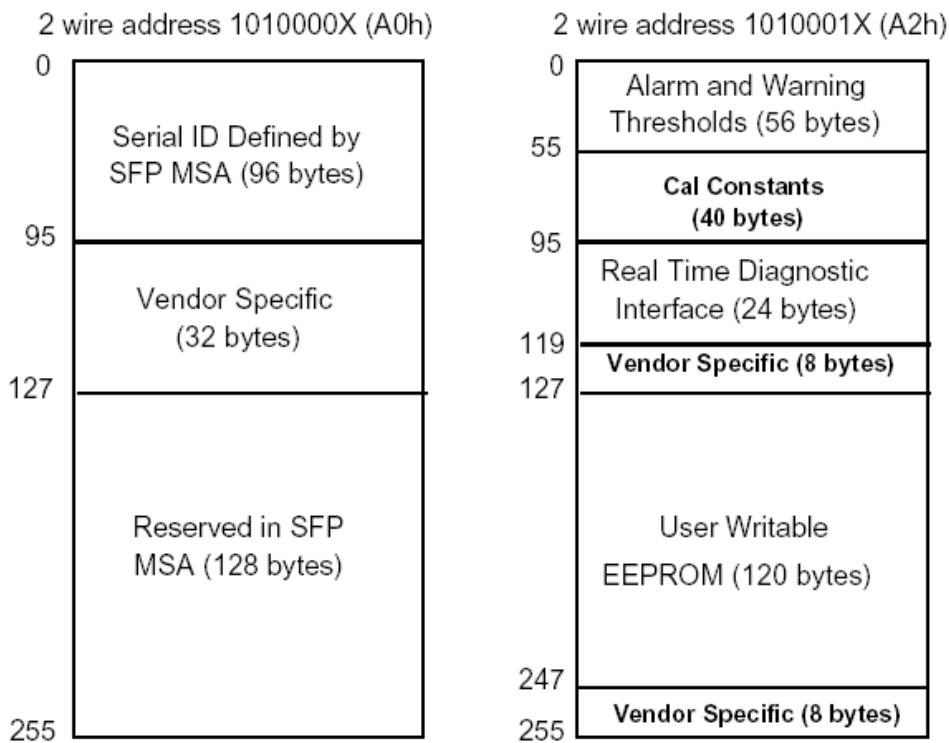 2 wire address 1010000X (A0h)
0
Serial ID Defined by
SFP MSA (96 bytes)
95
Vendor Specific
(32 bytes)
127
Reserved in SFP
MSA (128 bytes)
255
2 wire address 1010001X (A2h)
0
Alarm and Warning
Thresholds (56 bytes)
55
Cal Constants
(40 bytes)
95
Real Time Diagnostic
Interface (24 bytes)
119
Vendor Specific (8 bytes)
127
User Writable
EEPROM (120 bytes)
247
Vendor Specific (8 bytes)
255